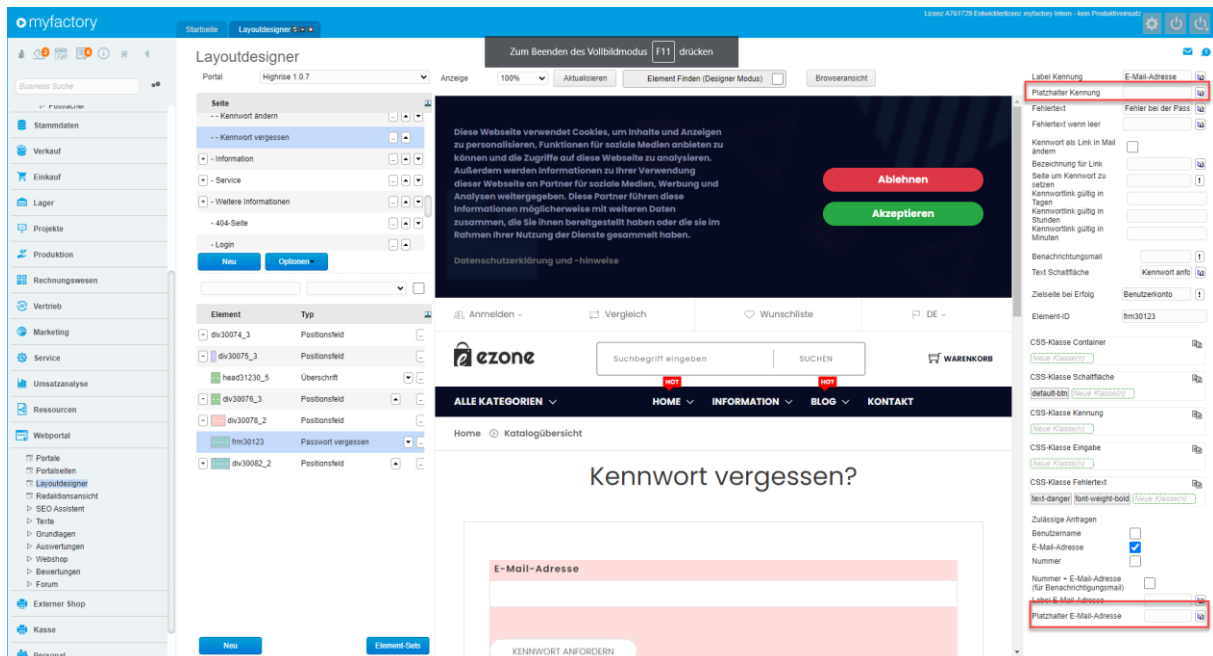 myfactory
Startseite
Layoutdesigner
Lizenz A761729 Entwicklerlizenz myfactory Intern - kein Produktiveinsatz
Zum Beenden des Vollbildmodus F11 drücken
Business Suche
Stammdaten
Verkauf
Einkauf
Lager
Projekte
Produktion
Rechnungswesen
Vertrieb
Marketing
Service
Umsatzanalyse
Ressourcen
Webportal
Portale
Portalseiten
Layoutdesigner
Redaktionsansicht
SEO Assistent
Texte
Grundlagen
Auswertungen
Webshop
Bewertungen
Forum
Externer Shop
Kasse
Personal
Layoutdesigner
Portal Highrise 1.0.7
Anzeige 100% Aktualisieren Element Finden (Designer Modus) Browseransicht
Seite
- - Kennwort ändern
- - Kennwort vergessen
- Information
- Service
- Weitere Informationen
- 404-Seite
- Login
Neu Optionen
Element Typ
div30074_3 Positionsfeld
div30075_3 Positionsfeld
head31230_5 Überschrift
div30076_3 Positionsfeld
div30078_2 Positionsfeld
frm30123 Passwort vergessen
div30082_2 Positionsfeld
Neu Element-Sets
Diese Webseite verwendet Cookies, um Inhalte und Anzeigen
zu personalisieren, Funktionen für soziale Medien anbieten zu
können und die Zugriffe auf diese Webseite zu analysieren.
Außerdem werden Informationen zu Ihrer Verwendung
dieser Webseite an Partner für soziale Medien, Werbung und
Analysen weitergegeben. Diese Partner führen diese
Informationen möglicherweise mit weiteren Daten
zusammen, die Sie ihnen bereitgestellt haben oder die sie im
Rahmen Ihrer Nutzung der Dienste gesammelt haben.
Datenschutzerklärung und -hinweise
Ablehnen
Akzeptieren
Anmelden Vergleich Wunschliste DE
ezone
Suchbegriff eingeben SUCHEN
WARENKORB
HOT HOT
ALLE KATEGORIEN HOME INFORMATION BLOG KONTAKT
Home Katalogübersicht
Kennwort vergessen?
E-Mail-Adresse
KENNWORT ANFORDERN
Label Kennung E-Mail-Adresse
Platzhalter Kennung
Fehlertext Fehler bei der Pass
Fehlertext wenn leer
Kennwort als Link in Mail
ändern
Bezeichnung für Link
Seite um Kennwort zu
setzen
Kennwortlink gültig in
Tagen
Kennwortlink gültig in
Stunden
Kennwortlink gültig in
Minuten
Benachrichtungsmail
Text Schaltfläche Kennwort anfo
Zielseite bei Erfolg Benutzerkonto
Element-ID frm30123
CSS-Klasse Container
Neue Klasse(n)
CSS-Klasse Schaltfläche
default-btn Neue Klasse(n)
CSS-Klasse Kennung
Neue Klasse(n)
CSS-Klasse Eingabe
Neue Klasse(n)
CSS-Klasse Fehlertext
text-danger font-weight-bold Neue Klasse(n)
Zulässige Anfragen
Benutzername
E-Mail-Adresse
Nummer
Nummer + E-Mail-Adresse
(für Benachrichtigungsmail)
Label E-Mail-Adresse
Platzhalter E-Mail-Adresse